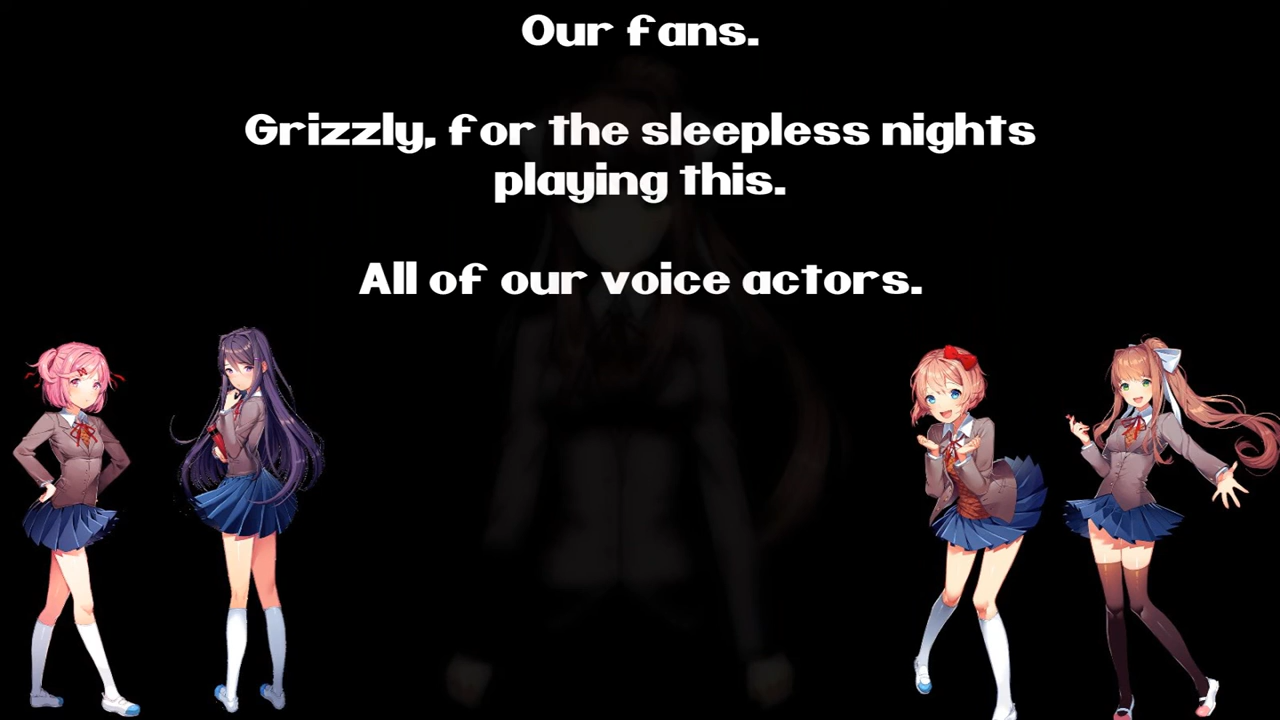 Our fans.
Grizzly, for the sleepless nights
playing this.
All of our voice actors.